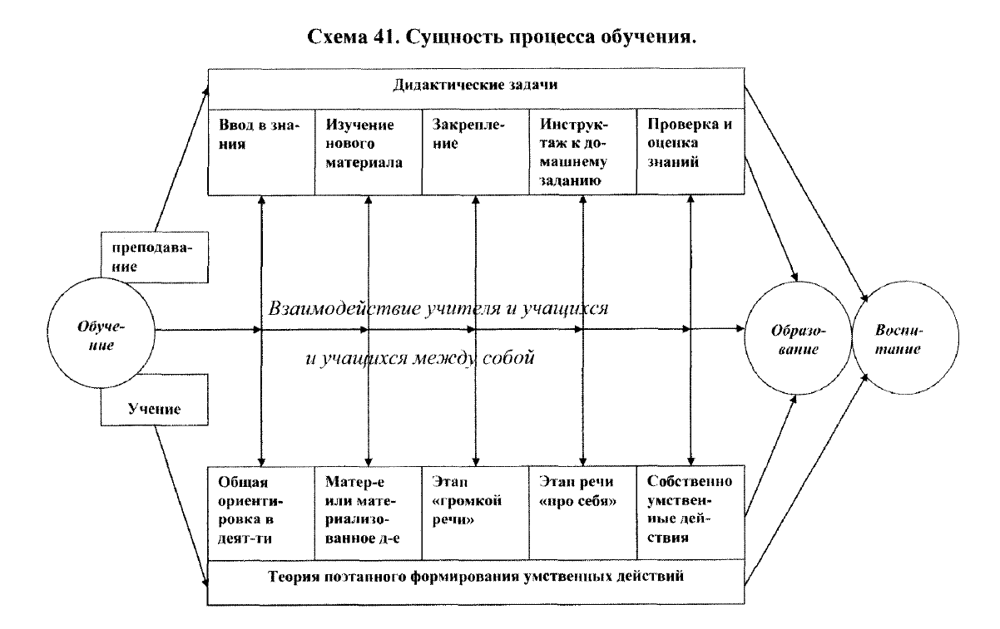 Схема 41. Сущность процесса обучения.
Дидактические задачи
Ввод в зна-
ния
Изучение
нового
материала
Закрепле-
ние
Инструк-
таж к до-
машнему
заданию
Проверка и
оценка
знаний
преподава-
ние
Обуче-
ние
Взаимодействие учителя и учащихся
и учащихся между собой
Образо-
вание
Воспи-
тание
Учение
Общая
ориенти-
ровка в
деят-ти
Матер-е
или мате-
риализо-
ванное д-е
Этап
«громкой
речи»
Этап речи
«про себя»
Собственно
умствен-
ные дей-
ствия
Теория поэтапного формирования умственных действий